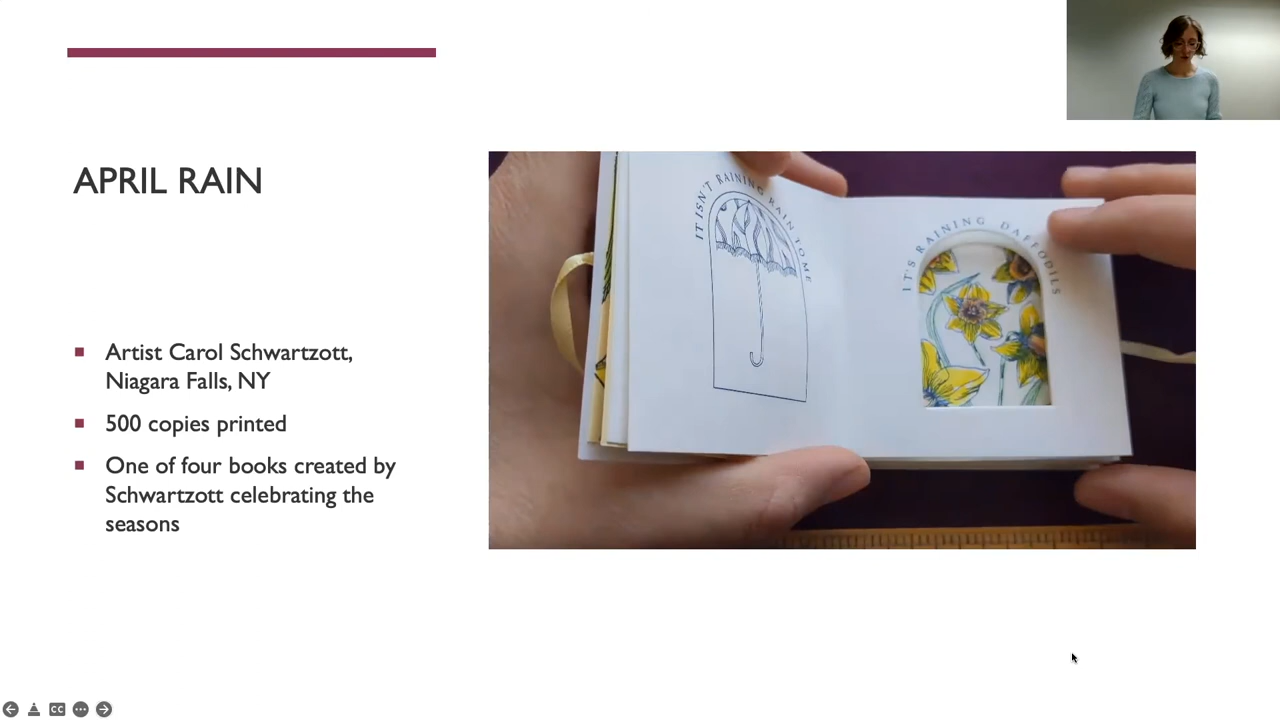 APRIL RAIN
Artist Carol Schwartzott,
Niagara Falls, NY
500 copies printed
One of four books created by
Schwartzott celebrating the
seasons
IT ISN'T RAINING RAIN TO ME
IT'S RAINING DAFFODILS
CC